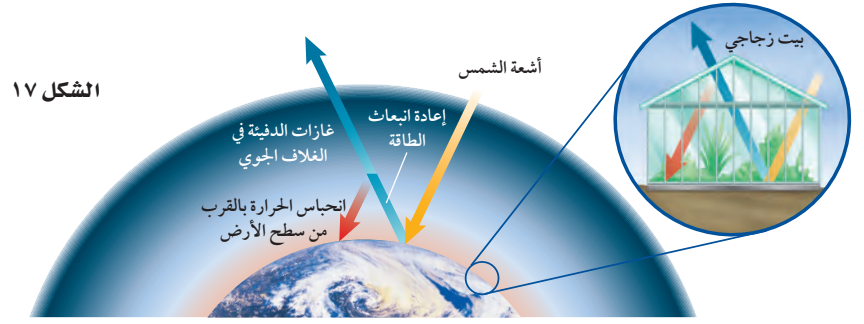 الشكل ١٧
بيت زجاجي
أشعة الشمس
إعادة انبعاث
الطاقة
غازات الدفيئة في
الغلاف الجوي
انحباس الحرارة بالقرب
من سطح الأرض